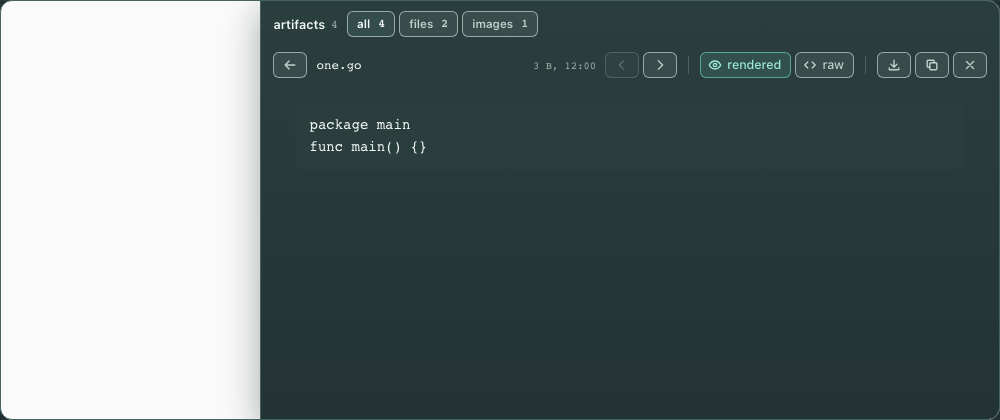 artifacts 4 all 4 files 2 images 1
one.go 3 B, 12:00 rendered raw
package main
func main() {}